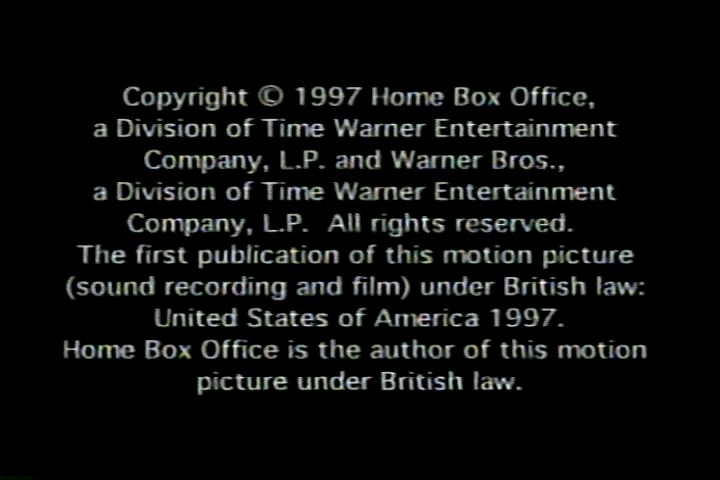 Copyright © 1997 Home Box Office,
a Division of Time Warner Entertainment
Company, L.P. and Warner Bros.,
a Division of Time Warner Entertainment
Company, L.P.  All rights reserved.
The first publication of this motion picture
(sound recording and film) under British law:
United States of America 1997.
Home Box Office is the author of this motion
picture under British law.